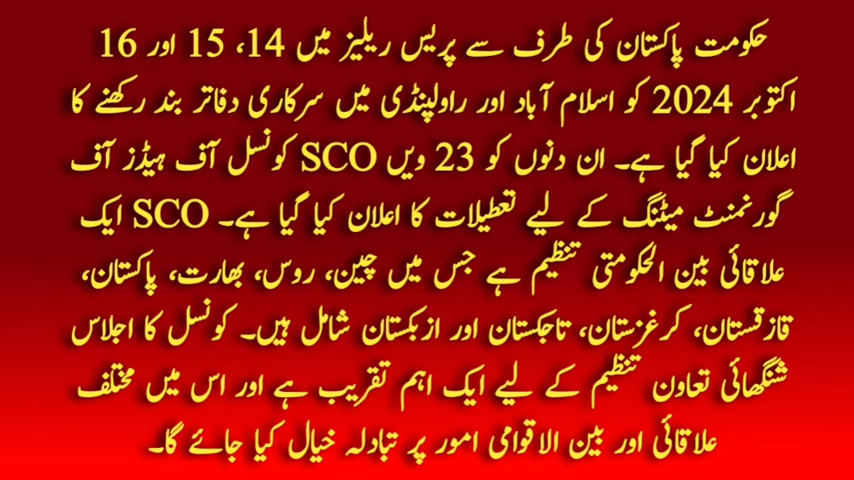 حکومت پاکستان کی طرف سے پریس ریلیز میں 14، 15 اور 16
اکتوبر 2024 کو اسلام آباد اور راولپنڈی میں سرکاری دفاتر بند رکھنے کا
اعلان کیا گیا ہے۔ ان دنوں کو 23 ویں SCO کونسل آف ہیڈز آف
گورنمنٹ میٹنگ کے لیے تعطیلات کا اعلان کیا گیا ہے۔ SCO ایک
علاقائی بین الحکومتی تنظیم ہے جس میں چین، روس، بھارت، پاکستان،
قازقستان، کرغزستان، تاجکستان اور ازبکستان شامل ہیں۔ کونسل کا اجلاس
شنگھائی تعاون تنظیم کے لیے ایک اہم تقریب ہے اور اس میں مختلف
علاقائی اور بین الاقوامی امور پر تبادلہ خیال کیا جائے گا۔